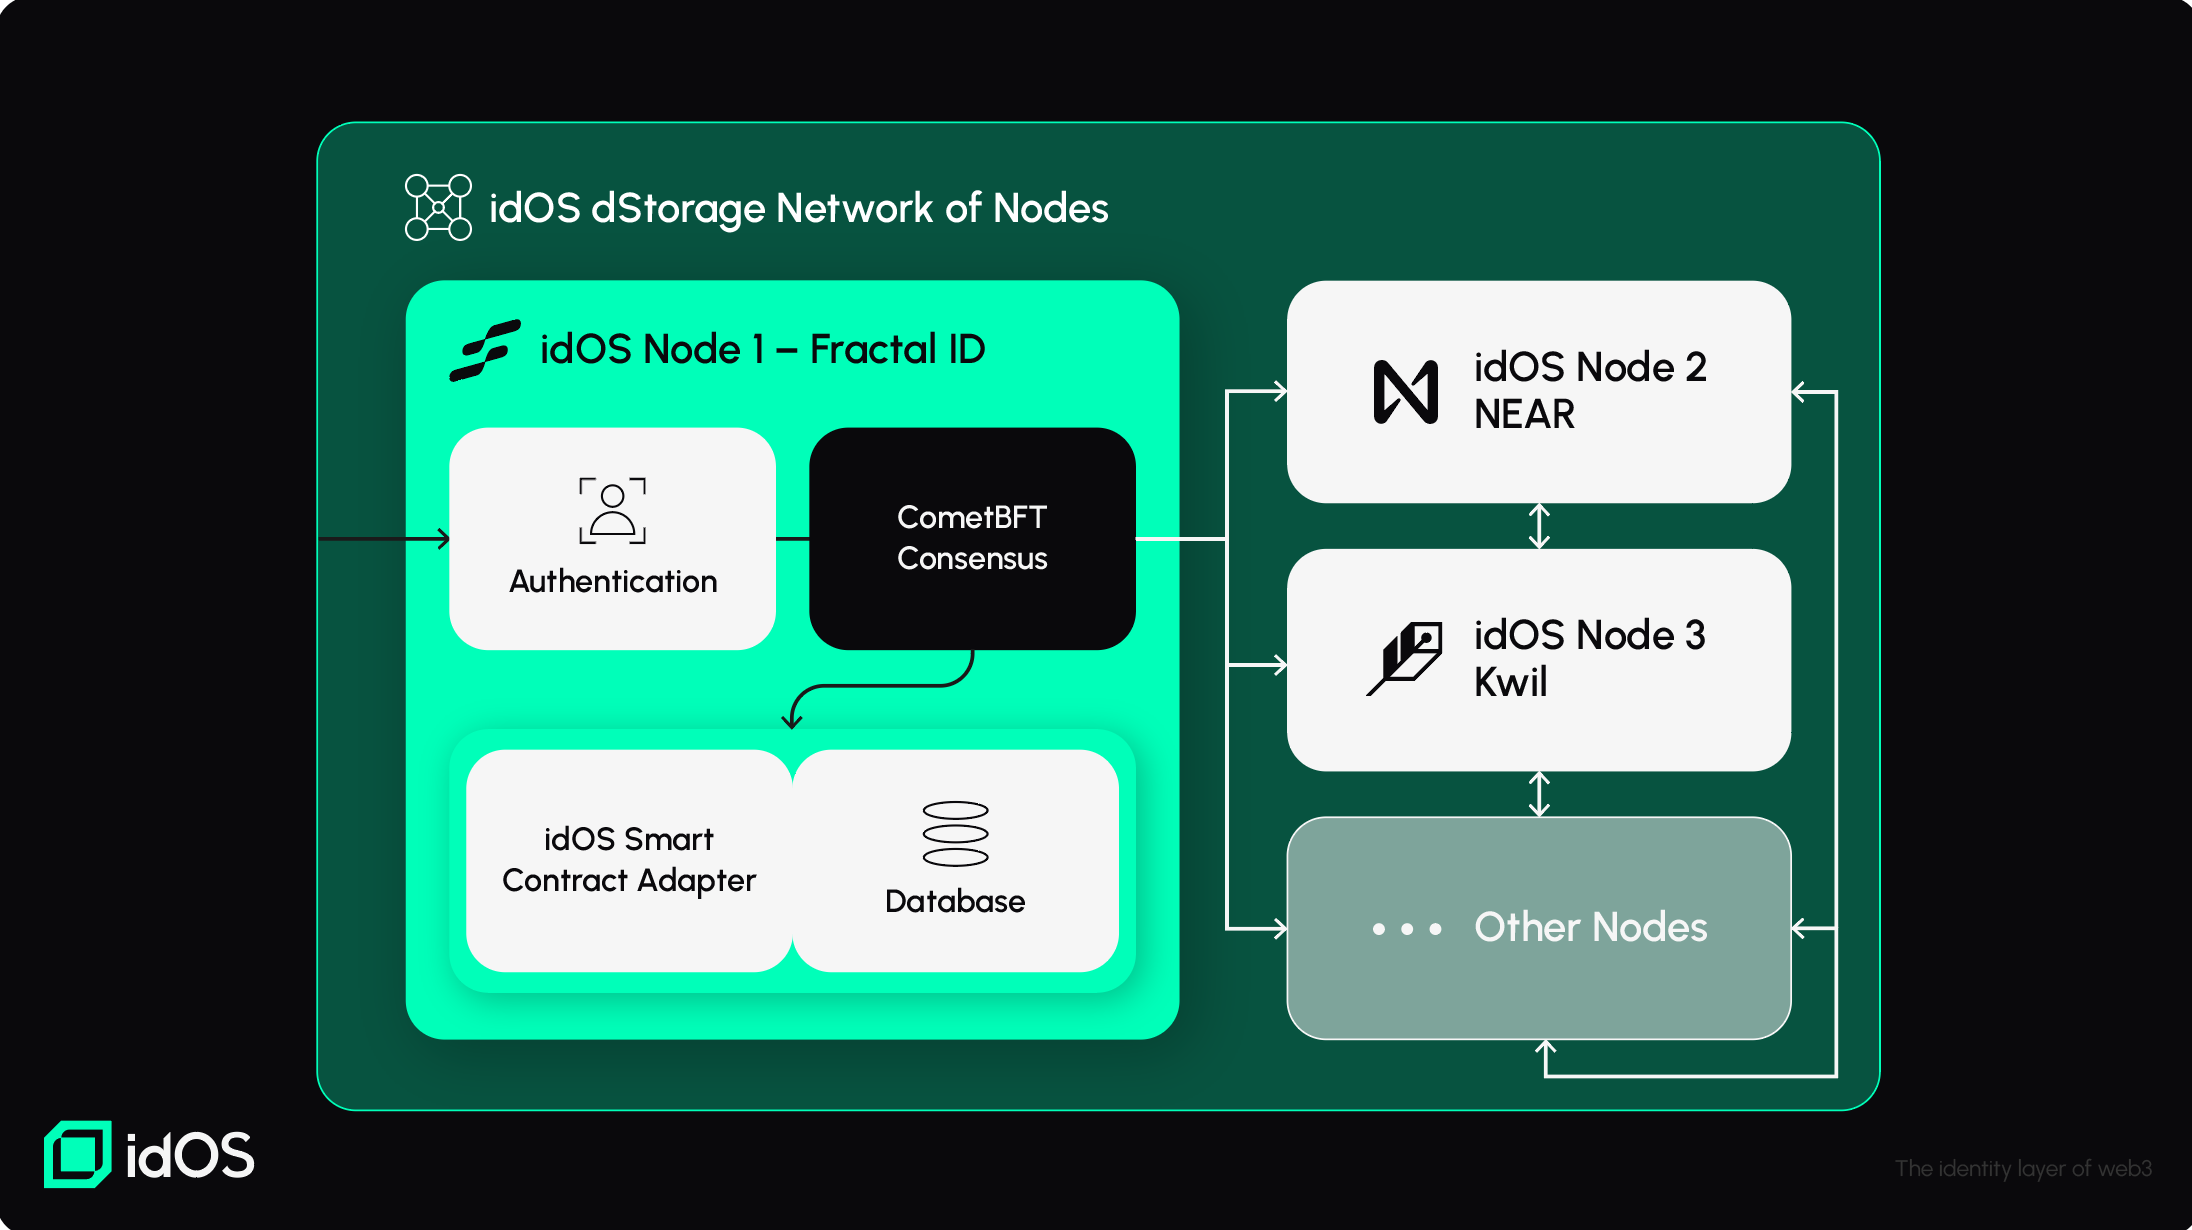 idOS dStorage Network of Nodes
idOS Node 1 – Fractal ID
Authentication
CometBFT
Consensus
idOS Smart
Contract Adapter
Database
idOS Node 2
NEAR
idOS Node 3
Kwil
Other Nodes
idOS
The identity layer of web3